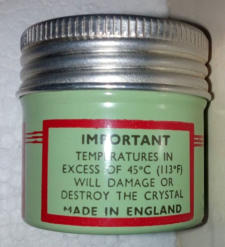 IMPORTANT
TEMPERATURES IN
EXCESS OF 45°C (113°F)
WILL DAMAGE OR
DESTROY THE CRYSTAL
MADE IN ENGLAND